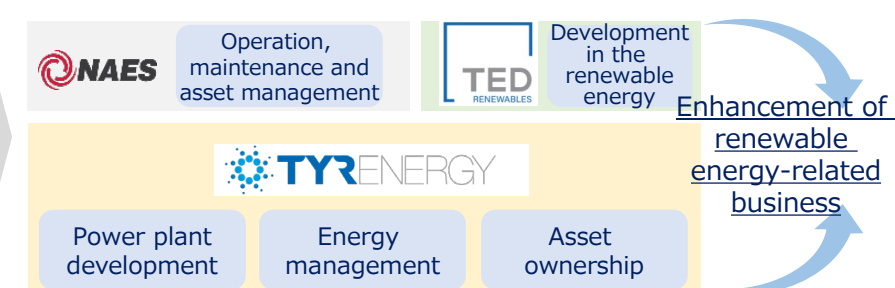 NAES
Operation,
maintenance and
asset management
TED
RENEWABLES
Development
in the
renewable
energy
Enhancement of
renewable
energy-related
business
TYRENERGY
Power plant
development
Energy
management
Asset
ownership